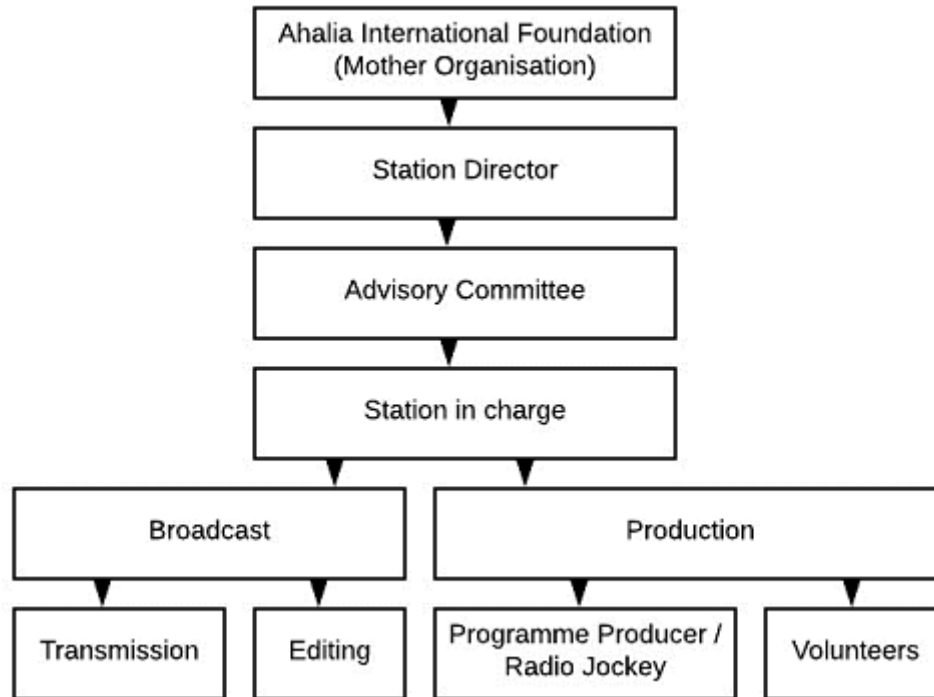 Ahalia International Foundation
(Mother Organisation)
Station Director
Advisory Committee
Station in charge
Broadcast
Production
Transmission
Editing
Programme Producer /
Radio Jockey
Volunteers